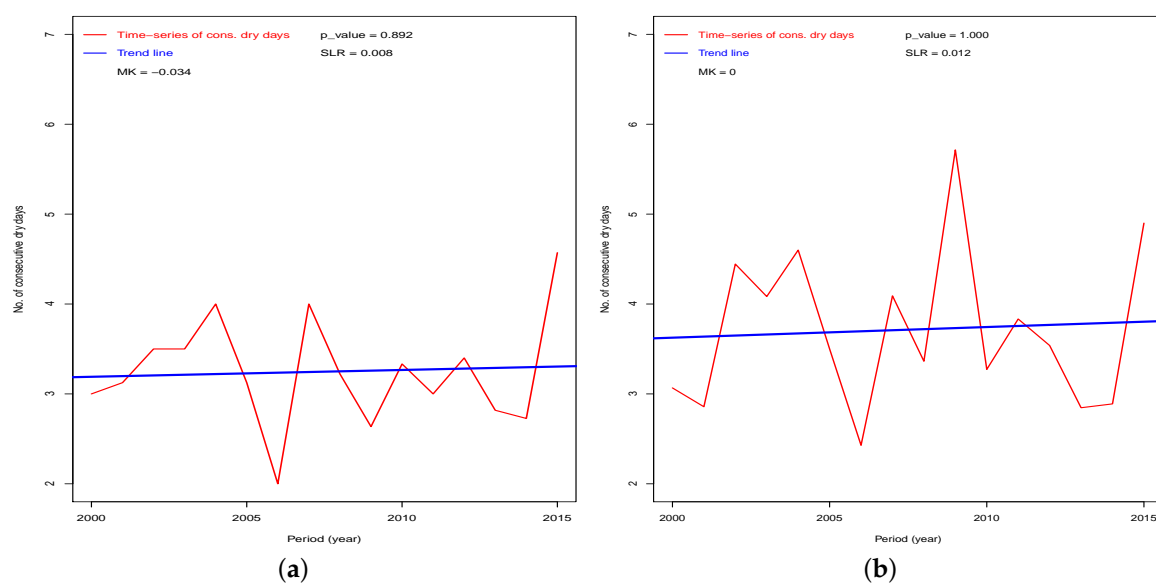 Time−series of cons. dry days p_value = 0.892
Trend line SLR = 0.008
MK = −0.034
7
6
5
4
3
2
No. of consecutive dry days
2000 2005 2010 2015
Period (year)
(a)
Time−series of cons. dry days p_value = 1.000
Trend line SLR = 0.012
MK = 0
7
6
5
4
3
2
No. of consecutive dry days
2000 2005 2010 2015
Period (year)
(b)